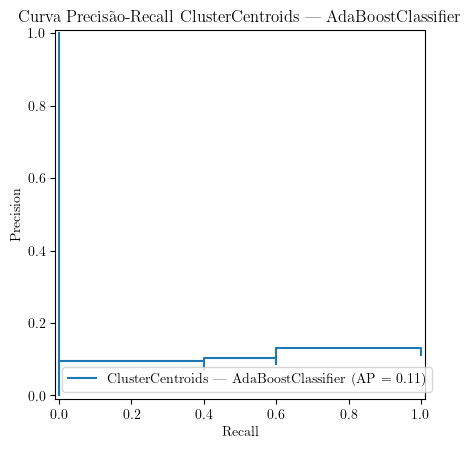 Curva Precisão-Recall ClusterCentroids — AdaBoostClassifier
1.0
0.8
0.6
0.4
0.2
0.0
Precision
ClusterCentroids — AdaBoostClassifier (AP = 0.11)
0.0 0.2 0.4 0.6 0.8 1.0
Recall